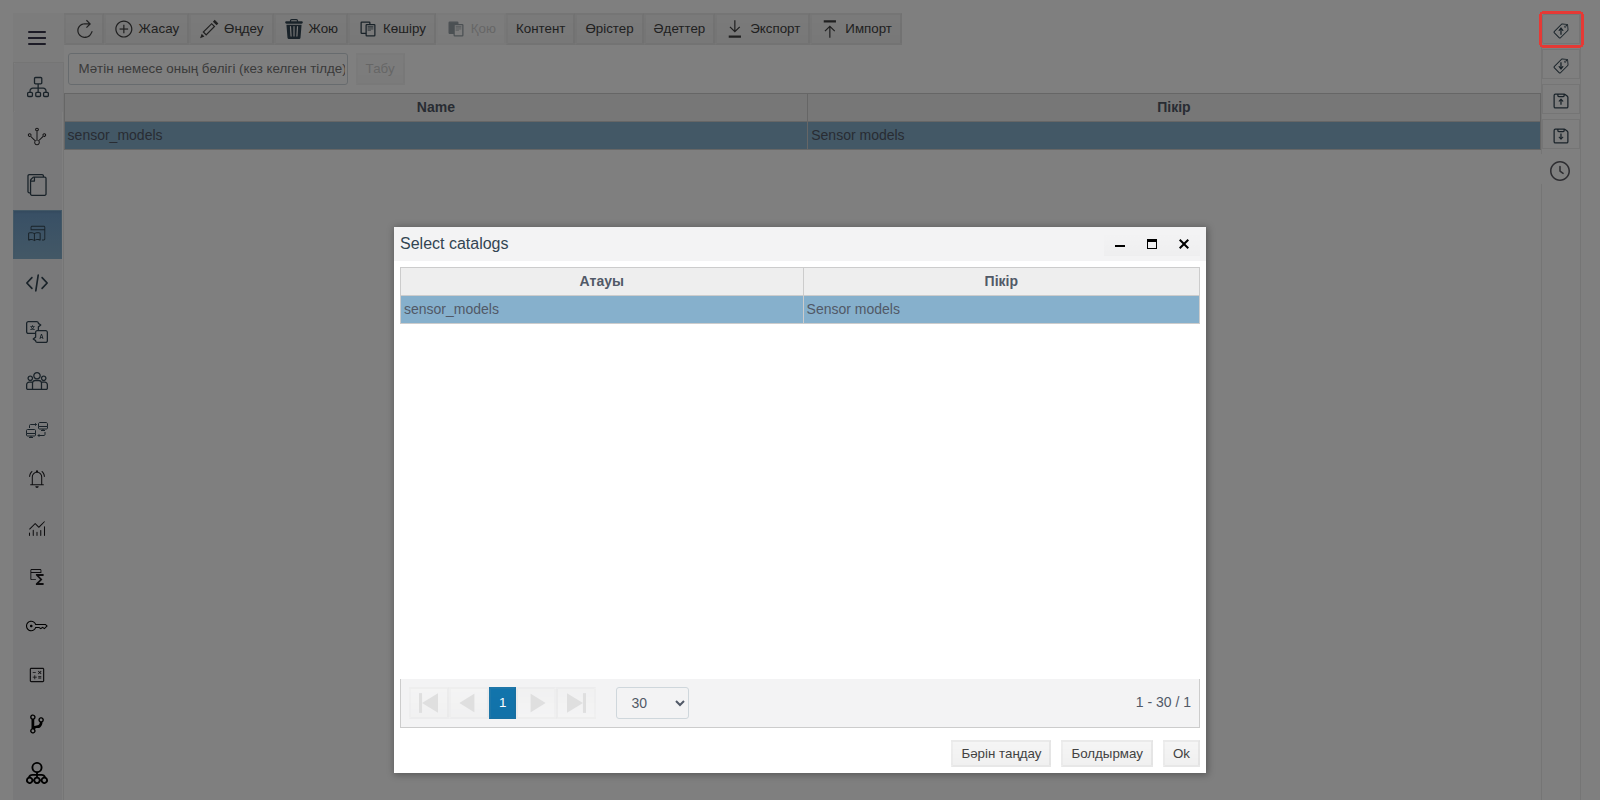 Жасау Өңдеу Жою Көшіру Қою Контент Өрістер Әдеттер Экспорт Импорт
Мәтін немесе оның бөлігі (кез келген тілде) Табу
Name Пікір
sensor_models Sensor models
Select catalogs
Атауы Пікір
sensor_models Sensor models
1 30 1 - 30 / 1
Бәрін таңдау Болдырмау Ok